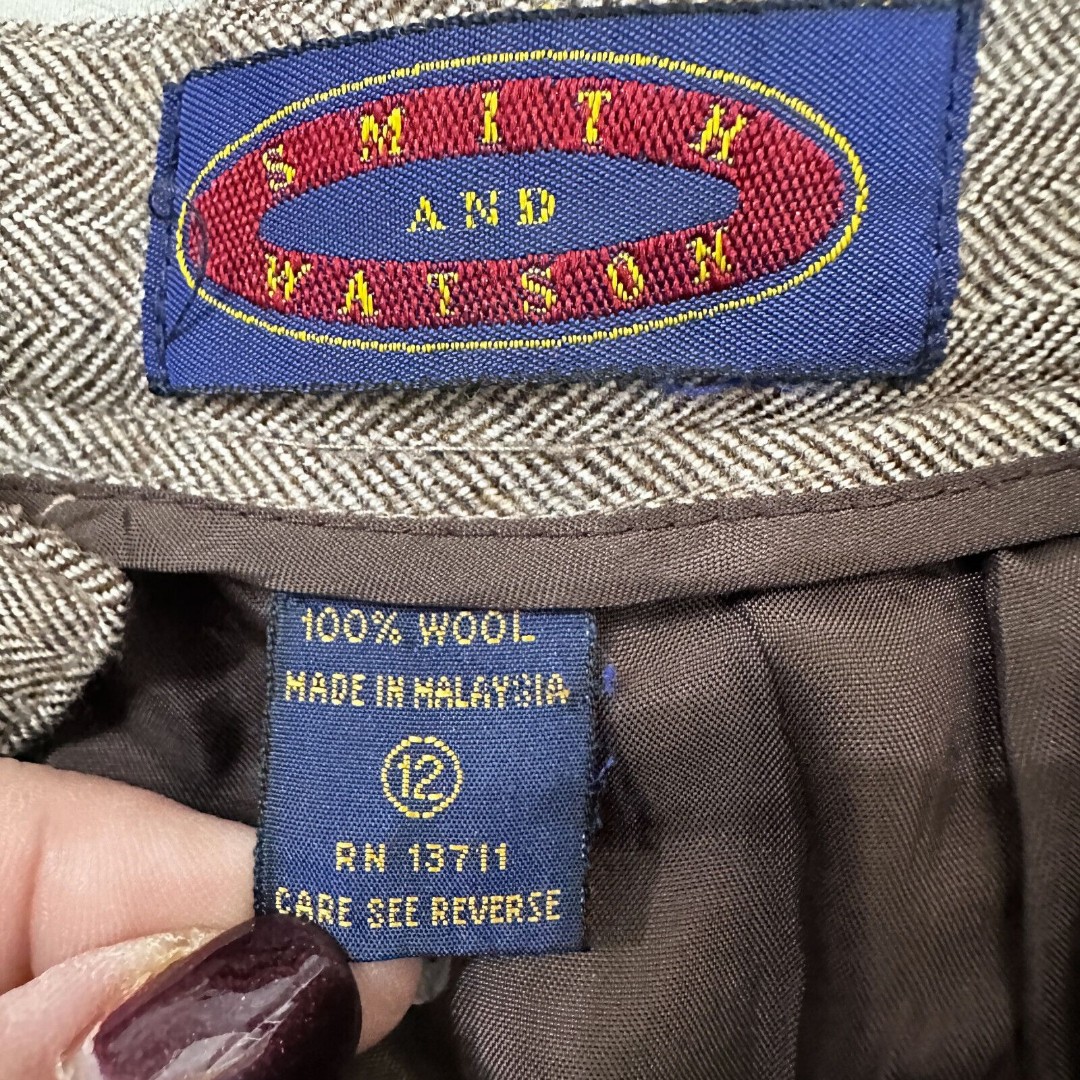 SMITH
AND
WATSON
100% WOOL
MADE IN MALAYSIA
12
RN 13711
CARE SEE REVERSE